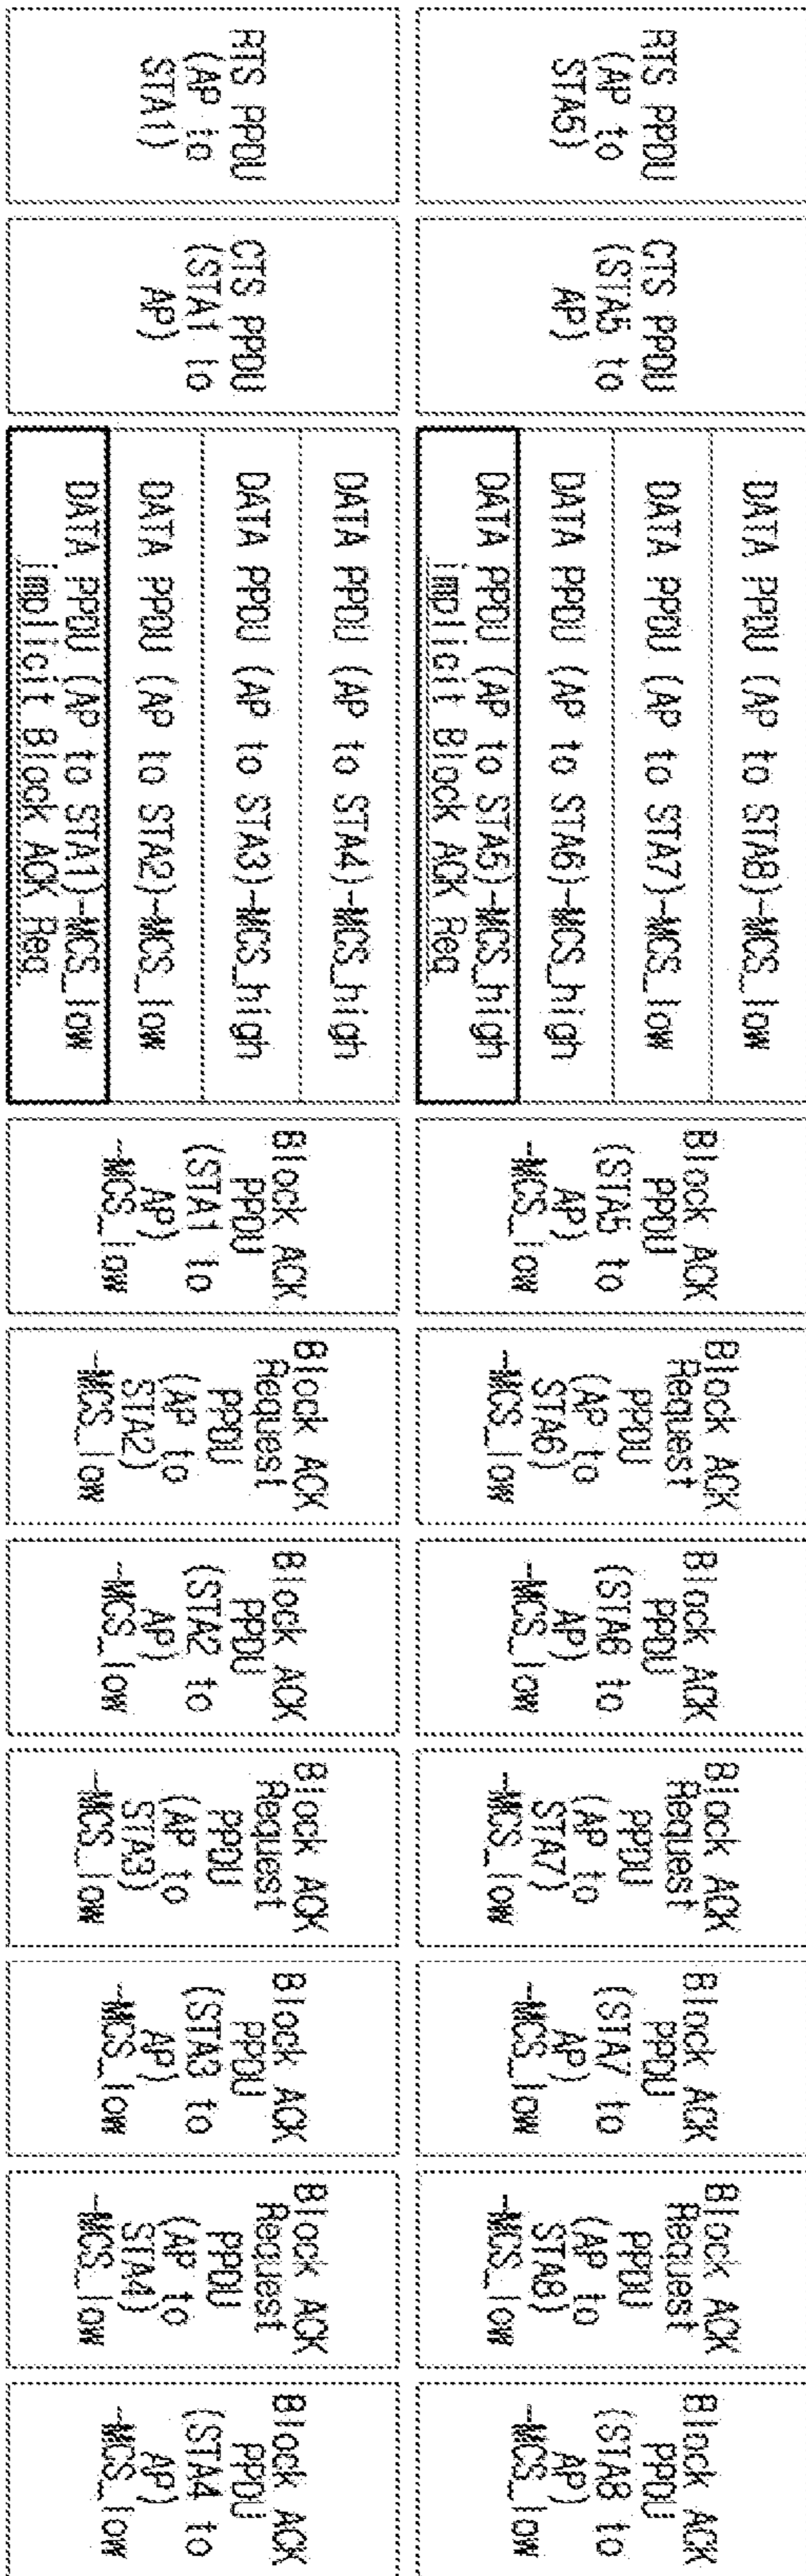 RTS PPDU
(AP to
STA5)
CTS PPDU
(STA5 to
AP)
DATA PPDU (AP to STA8)-MCS_low
DATA PPDU (AP to STA7)-MCS_low
DATA PPDU (AP to STA6)-MCS_high
DATA PPDU (AP to STA5)-MCS_high
implicit Block ACK Req
Block ACK
PPDU
(STA5 to
AP)
-MCS_low
Block ACK
Request
PPDU
(AP to
STA6)
-MCS_low
Block ACK
PPDU
(STA6 to
AP)
-MCS_low
Block ACK
Request
PPDU
(AP to
STA7)
-MCS_low
Block ACK
PPDU
(STA7 to
AP)
-MCS_low
Block ACK
Request
PPDU
(AP to
STA8)
-MCS_low
Block ACK
PPDU
(STA8 to
AP)
-MCS_low
RTS PPDU
(AP to
STA1)
CTS PPDU
(STA1 to
AP)
DATA PPDU (AP to STA4)-MCS_high
DATA PPDU (AP to STA3)-MCS_high
DATA PPDU (AP to STA2)-MCS_low
DATA PPDU (AP to STA1)-MCS_low
implicit Block ACK Req
Block ACK
PPDU
(STA1 to
AP)
-MCS_low
Block ACK
Request
PPDU
(AP to
STA2)
-MCS_low
Block ACK
PPDU
(STA2 to
AP)
-MCS_low
Block ACK
Request
PPDU
(AP to
STA3)
-MCS_low
Block ACK
PPDU
(STA3 to
AP)
-MCS_low
Block ACK
Request
PPDU
(AP to
STA4)
-MCS_low
Block ACK
PPDU
(STA4 to
AP)
-MCS_low